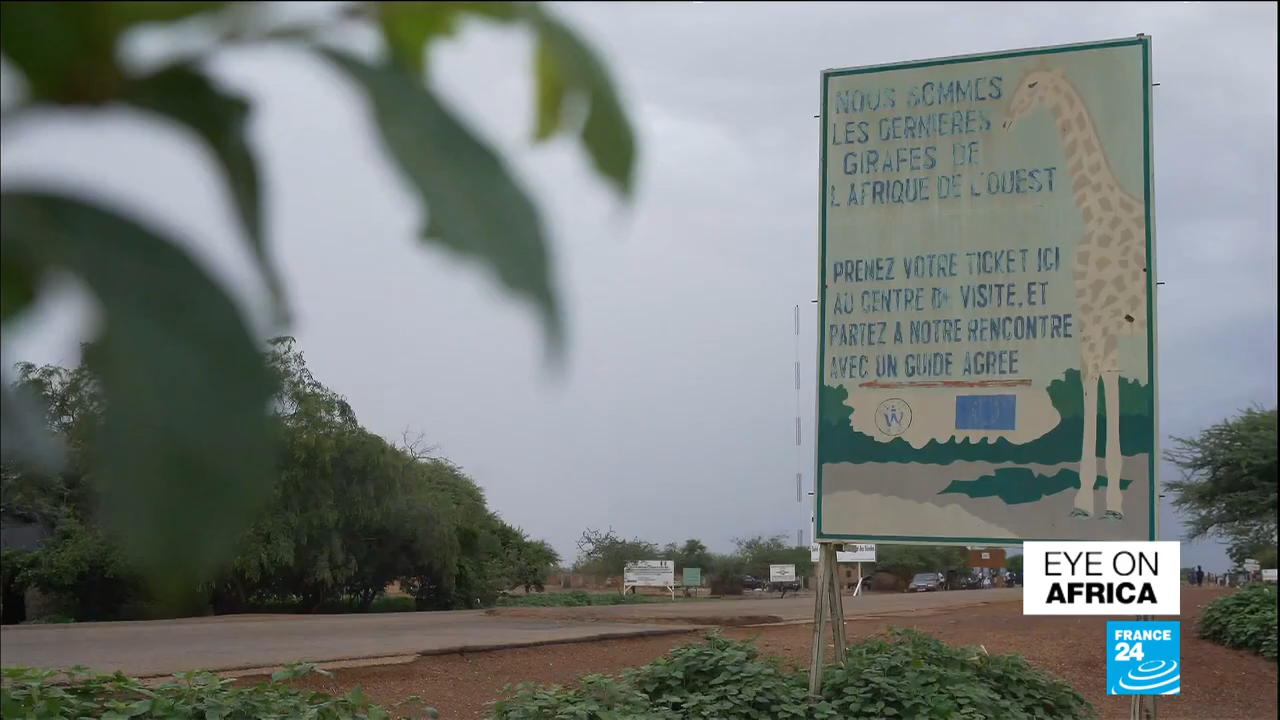 NOUS SOMMES
LES DERNIERES
GIRAFES DE
L AFRIQUE DE L'OUEST
PRENEZ VOTRE TICKET ICI
AU CENTRE DE VISITE, ET
PARTEZ A NOTRE RENCONTRE
AVEC UN GUIDE AGREE
W
EYE ON
AFRICA
FRANCE
24